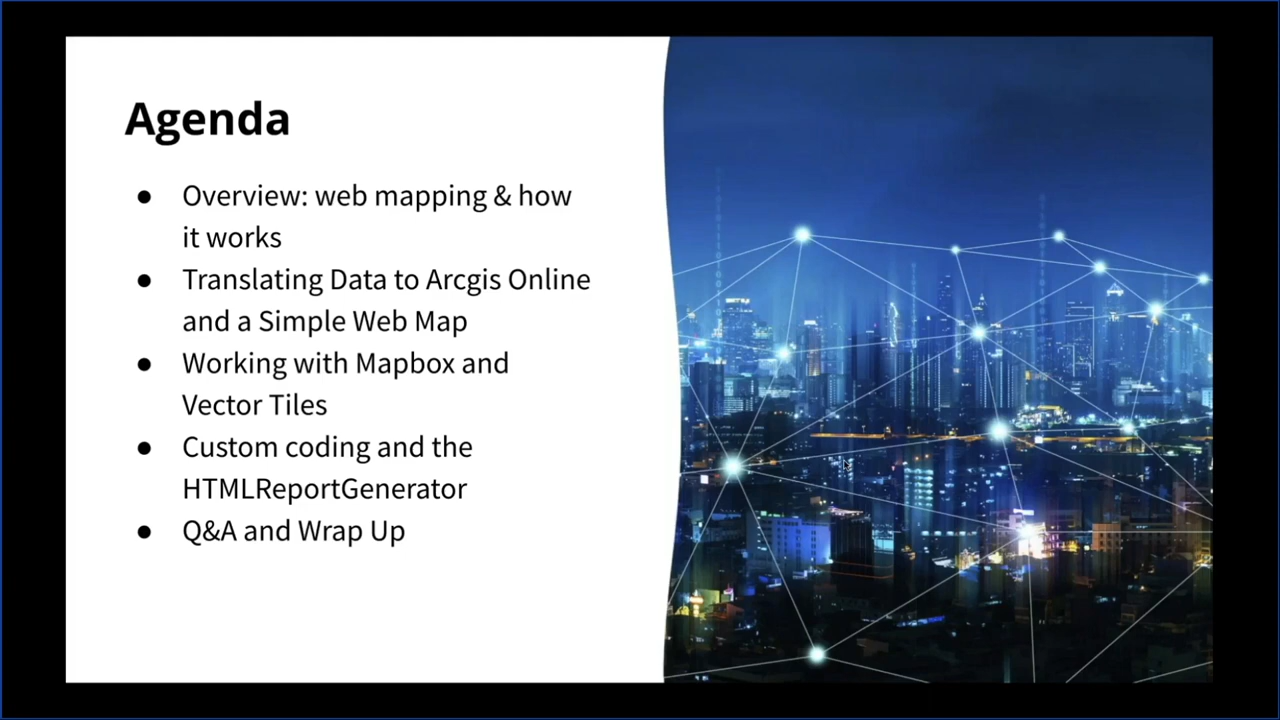 Agenda
● Overview: web mapping & how
it works
● Translating Data to Arcgis Online
and a Simple Web Map
● Working with Mapbox and
Vector Tiles
● Custom coding and the
HTMLReportGenerator
● Q&A and Wrap Up